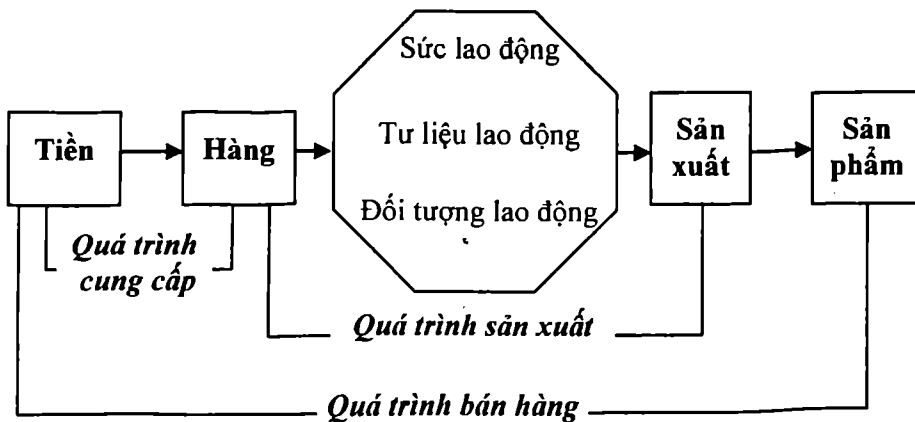 Sức lao động
Tiền
Hàng
Tư liệu lao động
Sản
xuất
Sản
phẩm
Đối tượng lao động
Quá trình
cung cấp
Quá trình sản xuất
Quá trình bán hàng